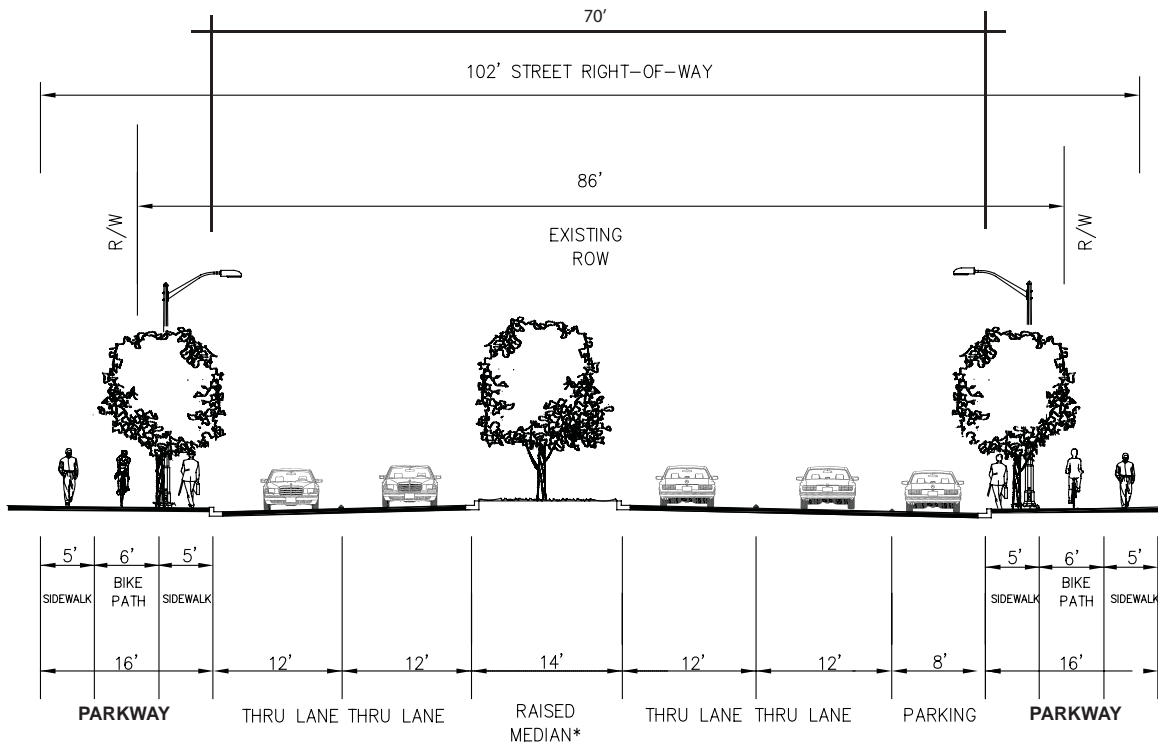 70’
102’ STREET RIGHT–OF–WAY
86’
R/W
R/W
EXISTING
ROW
5’ 6’ 5’ 5’ 6’ 5’
SIDEWALK BIKE PATH SIDEWALK SIDEWALK BIKE PATH SIDEWALK
16’ 12’ 12’ 14’ 12’ 12’ 8’ 16’
PARKWAY THRU LANE THRU LANE RAISED THRU LANE THRU LANE PARKING PARKWAY
MEDIAN*